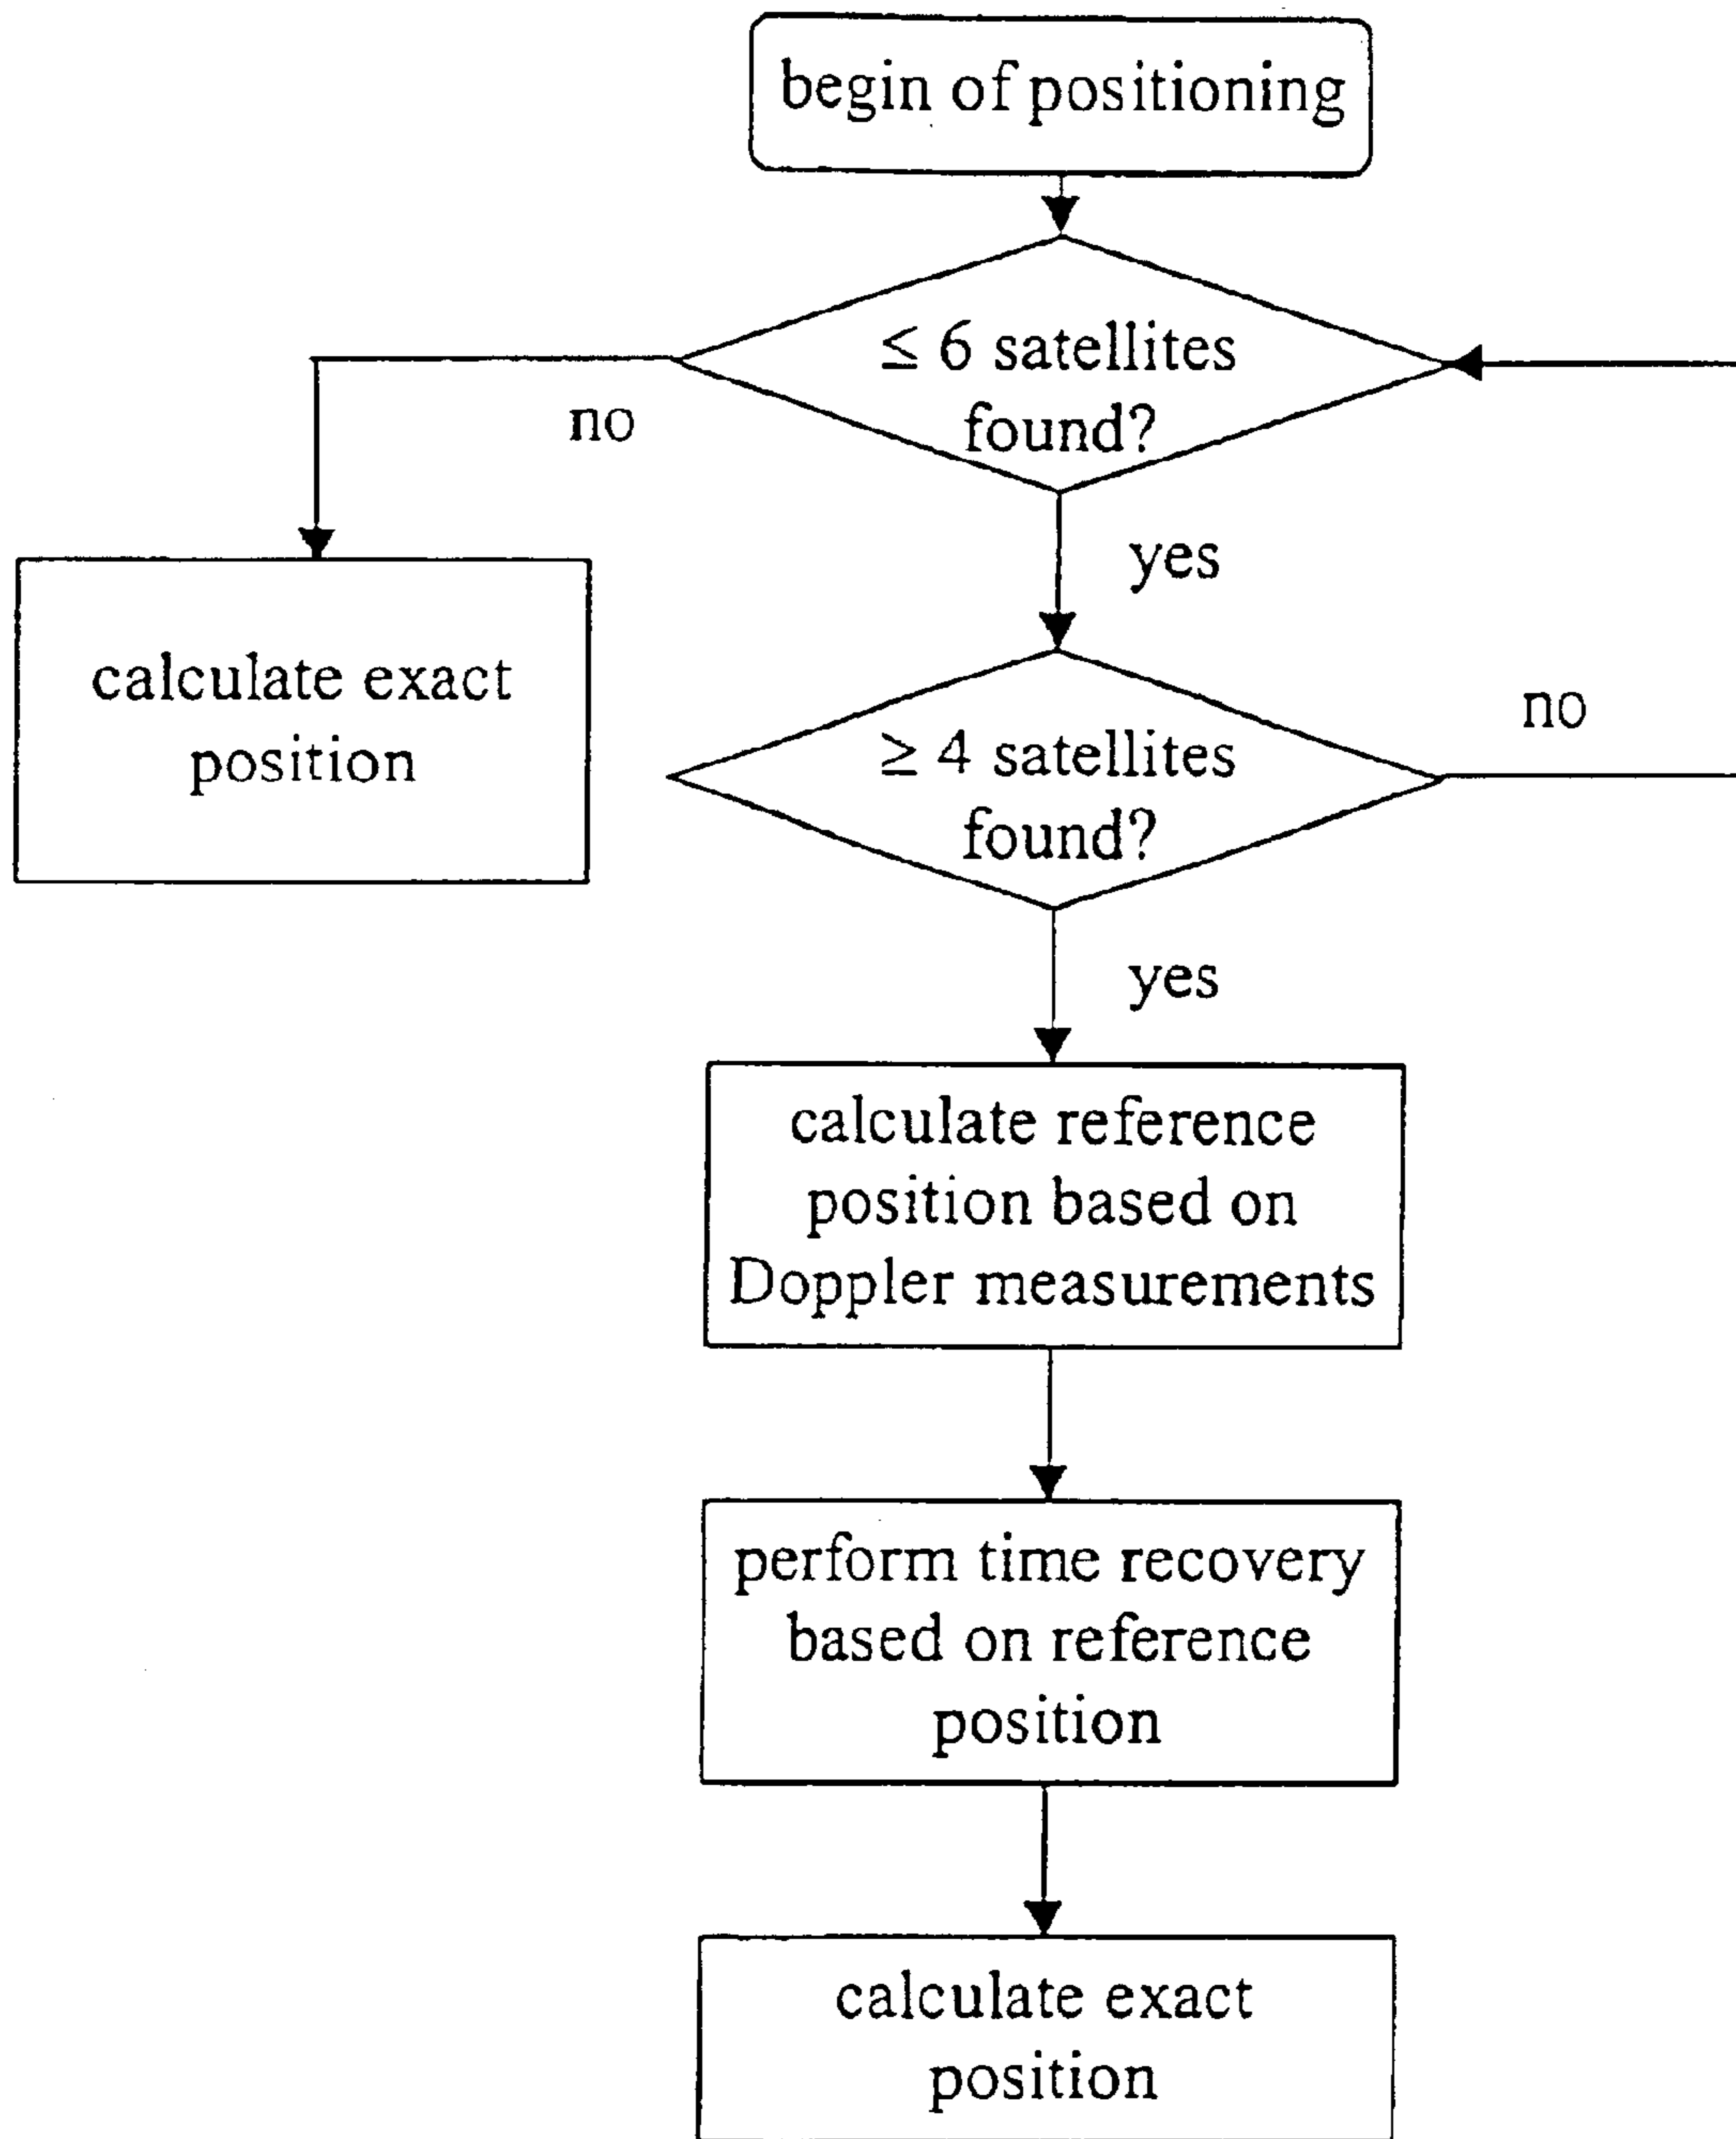 begin of positioning
≤ 6 satellites
found?
no
yes
calculate exact
position
≥ 4 satellites
found?
no
yes
calculate reference
position based on
Doppler measurements
perform time recovery
based on reference
position
calculate exact
position